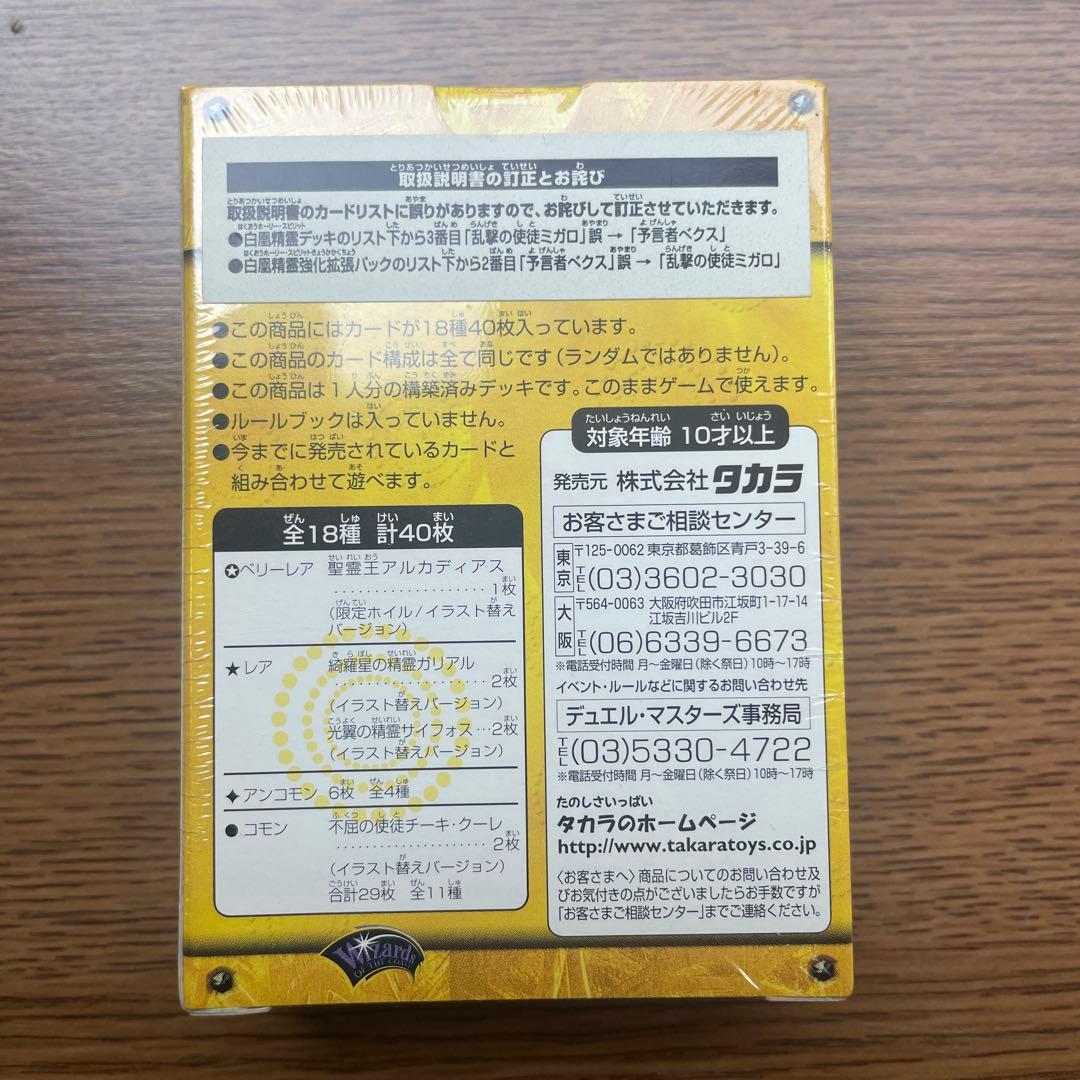 取扱説明書の訂正とお詫び
取扱説明書のカードリストに誤りがありますので、お詫びして訂正させていただきます。
●白凰精霊デッキのリスト下から3番目「乱撃の使徒ミガロ」誤 → 「予言者ベクス」
●白凰精霊強化拡張パックのリスト下から2番目「予言者ベクス」誤 → 「乱撃の使徒ミガロ」
●この商品にはカードが18種40枚入っています。
●この商品のカード構成は全て同じです(ランダムではありません)。
●この商品は1人分の構築済みデッキです。このままゲームで使えます。
●ルールブックは入っていません。
●今までに発売されているカードと
組み合わせて遊べます。
全18種 計40枚
✪ベリーレア 聖霊王アルカディアス
‥‥‥‥‥‥‥‥‥1枚
(限定ホイル/イラスト替え
バージョン)
★レア 綺羅星の精霊ガリアル
‥‥‥‥‥‥‥‥‥2枚
(イラスト替えバージョン)
光翼の精霊サイフォス…2枚
(イラスト替えバージョン)
✦アンコモン 6枚 全4種
●コモン 不屈の使徒チーキ・クーレ
‥‥‥‥‥‥‥‥‥2枚
(イラスト替えバージョン)
合計29枚 全11種
対象年齢 10才以上
発売元 株式会社タカラ
お客さまご相談センター
東京 〒125-0062 東京都葛飾区青戸3-39-6
TEL(03)3602-3030
大阪 〒564-0063 大阪府吹田市江坂町1-17-14
江坂吉川ビル2F
TEL(06)6339-6673
※電話受付時間 月〜金曜日(除く祭日)10時〜17時
イベント・ルールなどに関するお問い合わせ先
デュエル・マスターズ事務局
TEL(03)5330-4722
※電話受付時間 月〜金曜日(除く祭日)10時〜17時
たのしさいっぱい
タカラのホームページ
http://www.takaratoys.co.jp
〈お客さまへ〉商品についてのお問い合わせ及
びお気付きの点がございましたらお手数ですが
「お客さまご相談センター」までご連絡ください。
Wizards
OF THE COAST